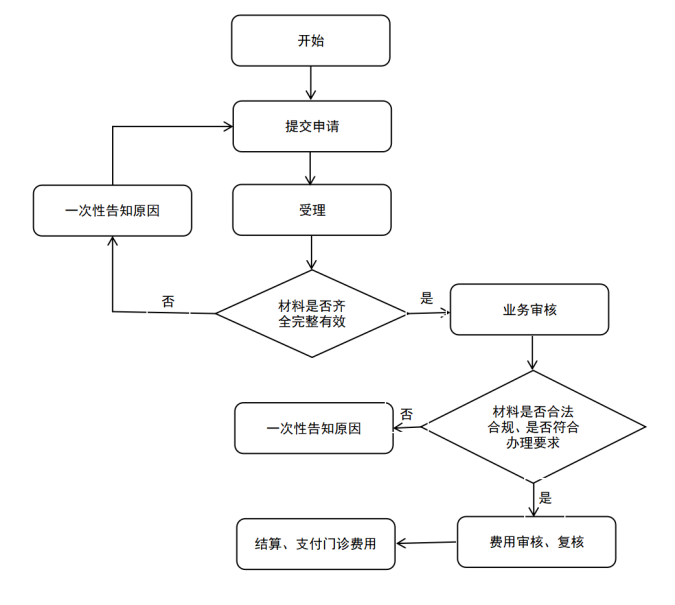 开始
提交申请
一次性告知原因
受理
否
材料是否齐
全完整有效
是
业务审核
一次性告知原因
否
材料是否合法
合规、是否符合
办理要求
是
结算、支付门诊费用
费用审核、复核